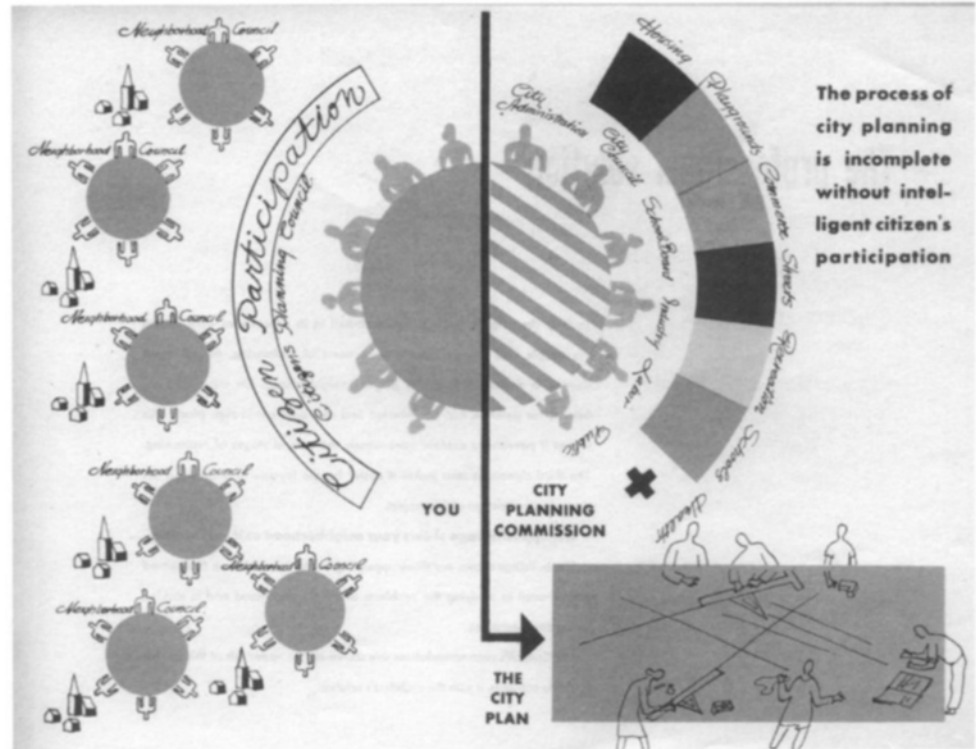 Neighborhood Council
Neighborhood Council
Neighborhood Council
Neighborhood Council
Neighborhood Council
Neighborhood Council
Citizen Participation
Citizens Planning Council
City
Administration
City
Council
School Board
Industry
Labor
Public
Housing
Playgrounds
Commerce
Streets
Recreation
Schools
Health
The process of
city planning
is incomplete
without intel-
ligent citizen's
participation
YOU
CITY
PLANNING
COMMISSION
THE
CITY
PLAN